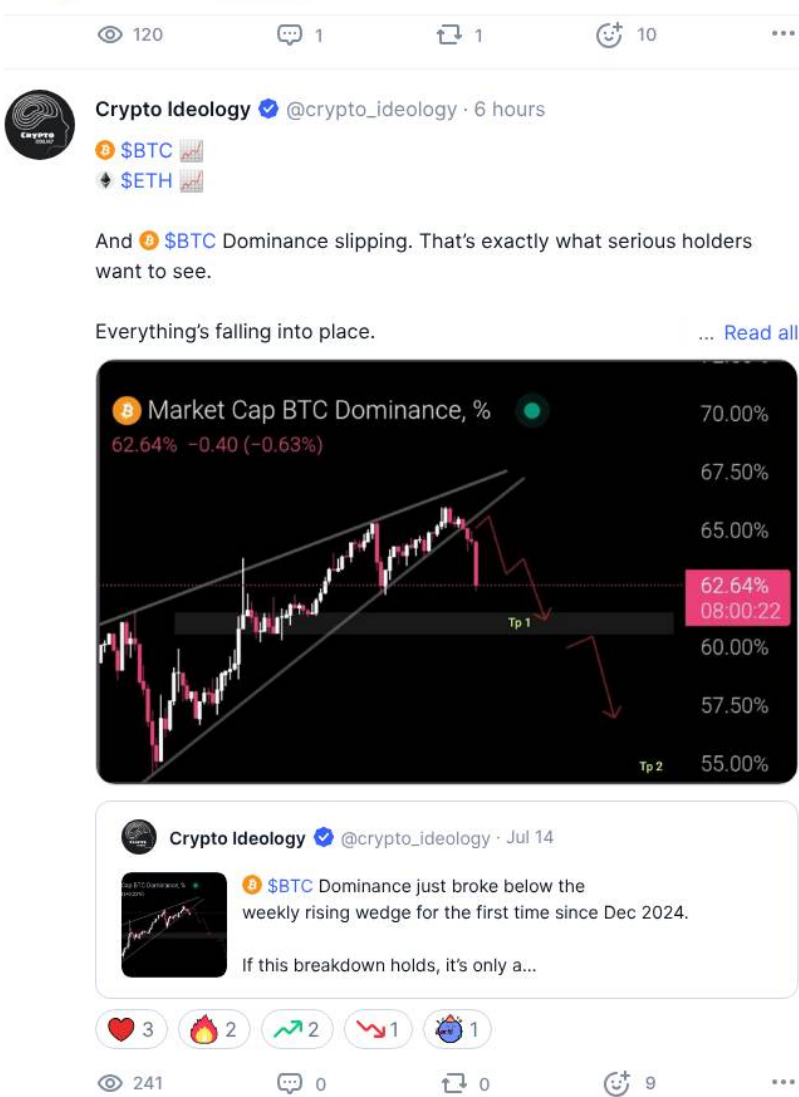 120 1 1 10
Crypto Ideology @crypto_ideology · 6 hours
$BTC
$ETH
And $BTC Dominance slipping. That's exactly what serious holders
want to see.
Everything's falling into place. ... Read all
Market Cap BTC Dominance, %
62.64% −0.40 (−0.63%)
70.00%
67.50%
65.00%
62.64%
08:00:22
Tp 1
60.00%
57.50%
Tp 2
55.00%
Crypto Ideology @crypto_ideology · Jul 14
$BTC Dominance just broke below the
weekly rising wedge for the first time since Dec 2024.
If this breakdown holds, it's only a...
3 2 2 1 1
241 0 0 9